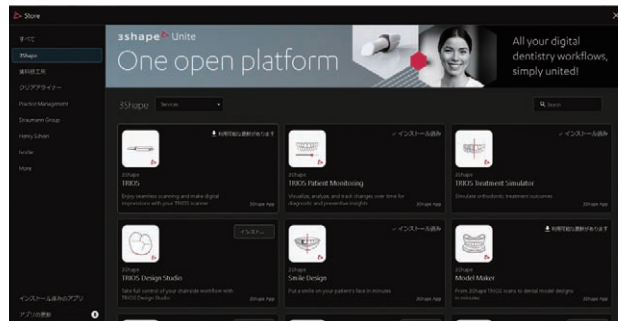 Store
すべて
3Shape
歯科技工所
クリアアライナー
Practice Management
Straumann Group
Henry Schein
Ivoclar
More
インストール済みのアプリ
アプリの更新
3shape Unite
One open platform
All your digital
dentistry workflows,
simply united!
3Shape
Services
Search
利用可能な更新があります
3Shape
TRIOS
Enjoy seamless scanning and make digital
impressions with your TRIOS scanner
3Shape App
インストール済み
3Shape
TRIOS Patient Monitoring
Visualize, analyze, and track changes over time for
diagnostic and preventive insights
3Shape App
インストール済み
3Shape
TRIOS Treatment Simulator
Simulate orthodontic treatment outcomes
3Shape App
インスト...
3Shape
TRIOS Design Studio
Take full control of your chairside workflow with
TRIOS Design Studio
3Shape App
インストール済み
3Shape
Smile Design
Put a smile on your patient's face in minutes
3Shape App
利用可能な更新があります
3Shape
Model Maker
From 3Shape TRIOS scans to dental model designs
in minutes
3Shape App